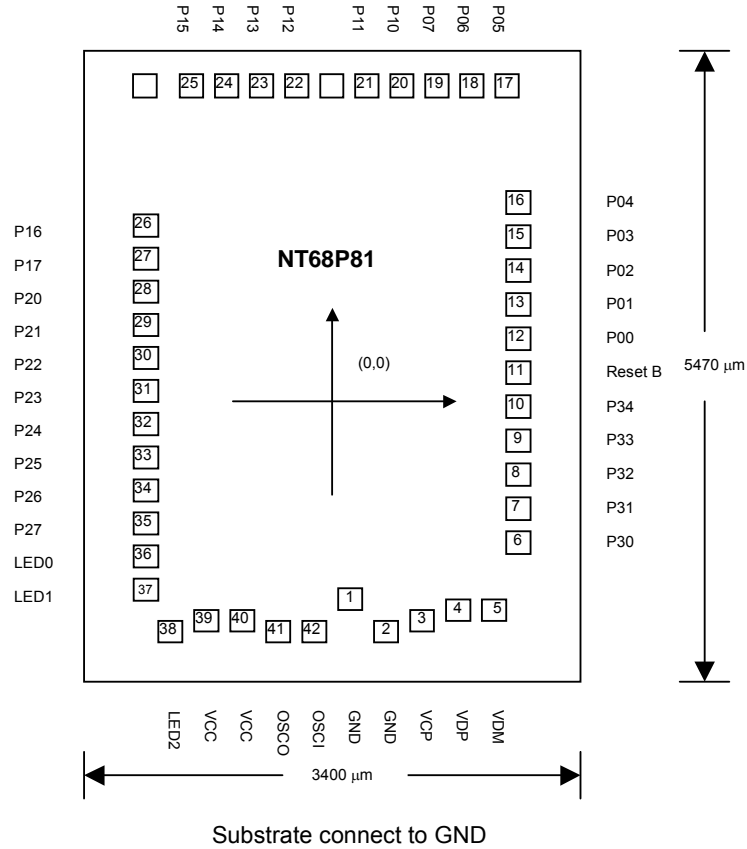 P15 P14 P13 P12 P11 P10 P07 P06 P05
25 24 23 22 21 20 19 18 17
16 P04
P16 26
15 P03
P17 27
NT68P81
14 P02
P20 28
13 P01
P21 29
12 P00
P22 30
(0,0)
11 Reset B
5470 µm
P23 31
10 P34
P24 32
9 P33
P25 33
8 P32
P26 34
7 P31
P27 35
6 P30
LED0 36
LED1 37
1
38 39 40 41 42 2 3 4 5
LED2 VCC VCC OSCO OSCI GND GND VCP VDP VDM
3400 µm
Substrate connect to GND